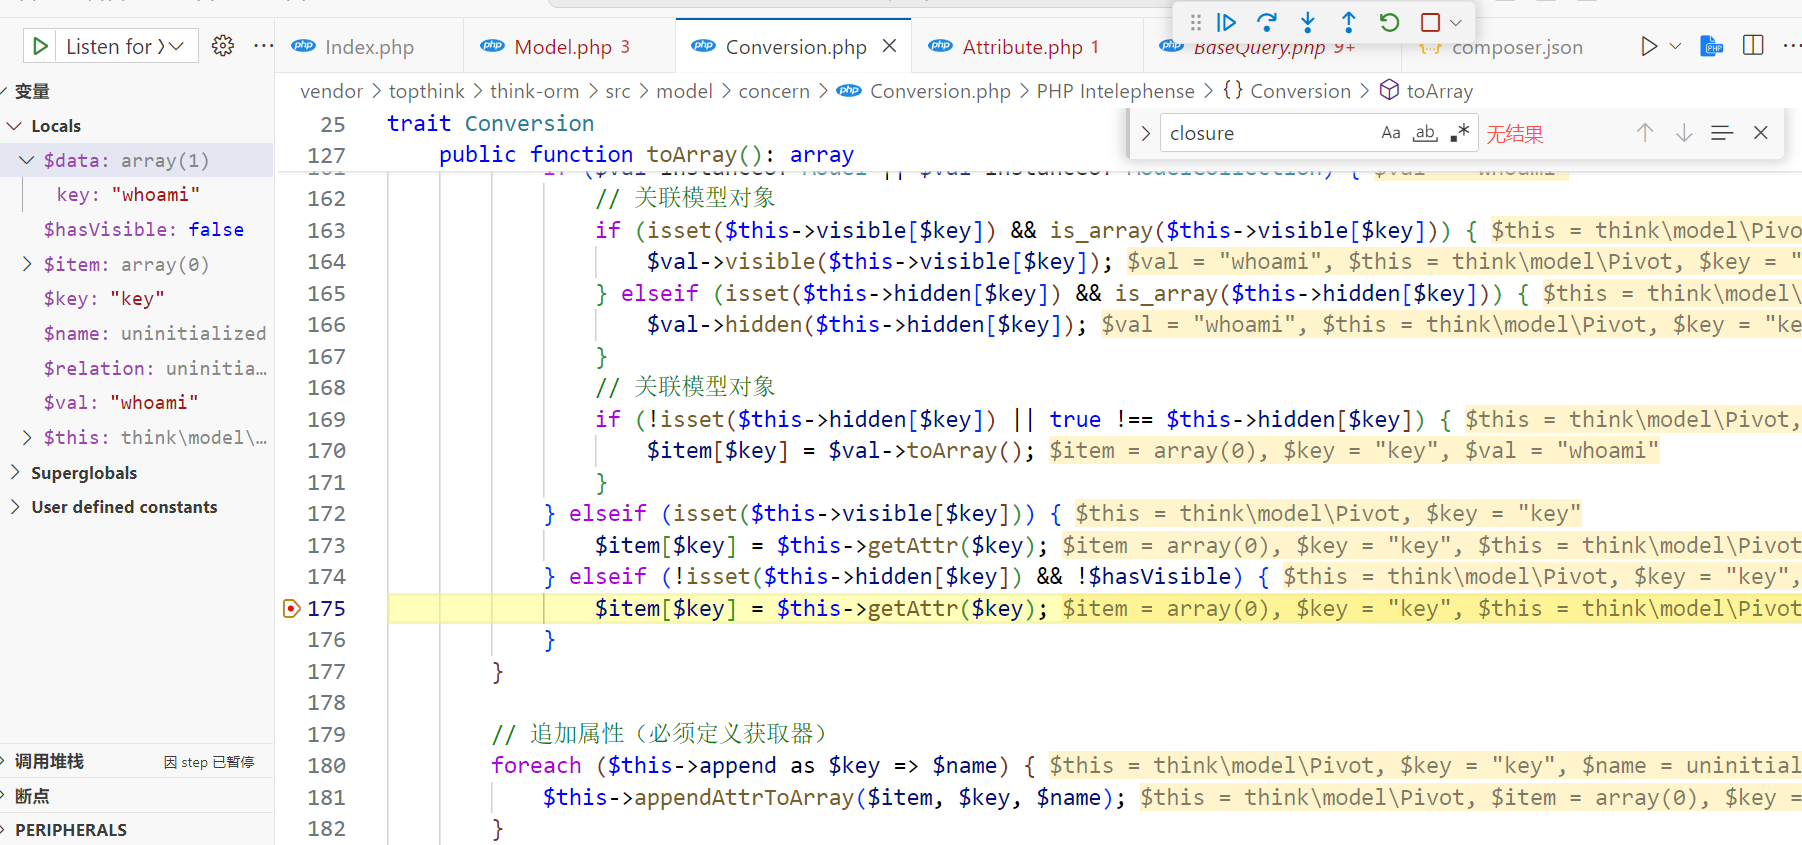 Listen for
Index.php
Model.php 3
Conversion.php
Attribute.php 1
BaseQuery.php 9+
composer.json
变量
vendor > topthink > think-orm > src > model > concern > Conversion.php > PHP Intelephense > {} Conversion > toArray
Locals
$data: array(1)
key: "whoami"
$hasVisible: false
$item: array(0)
$key: "key"
$name: uninitialized
$relation: uninitia...
$val: "whoami"
$this: think\model\...
Superglobals
User defined constants
调用堆栈 因 step 已暂停
断点
PERIPHERALS
closure Aa ab .* 无结果
25 trait Conversion
127 public function toArray(): array
if ($val instanceof Model || $val instanceof ModelCollection) { $val = "whoami"
162 // 关联模型对象
163 if (isset($this->visible[$key]) && is_array($this->visible[$key])) { $this = think\model\Pivo
164 $val->visible($this->visible[$key]); $val = "whoami", $this = think\model\Pivot, $key = "
165 } elseif (isset($this->hidden[$key]) && is_array($this->hidden[$key])) { $this = think\model\
166 $val->hidden($this->hidden[$key]); $val = "whoami", $this = think\model\Pivot, $key = "ke
167 }
168 // 关联模型对象
169 if (!isset($this->hidden[$key]) || true !== $this->hidden[$key]) { $this = think\model\Pivot,
170 $item[$key] = $val->toArray(); $item = array(0), $key = "key", $val = "whoami"
171 }
172 } elseif (isset($this->visible[$key])) { $this = think\model\Pivot, $key = "key"
173 $item[$key] = $this->getAttr($key); $item = array(0), $key = "key", $this = think\model\Pivot
174 } elseif (!isset($this->hidden[$key]) && !$hasVisible) { $this = think\model\Pivot, $key = "key",
175 $item[$key] = $this->getAttr($key); $item = array(0), $key = "key", $this = think\model\Pivot
176 }
177 }
178
179 // 追加属性（必须定义获取器）
180 foreach ($this->append as $key => $name) { $this = think\model\Pivot, $key = "key", $name = uninitial
181 $this->appendAttrToArray($item, $key, $name); $this = think\model\Pivot, $item = array(0), $key =
182 }